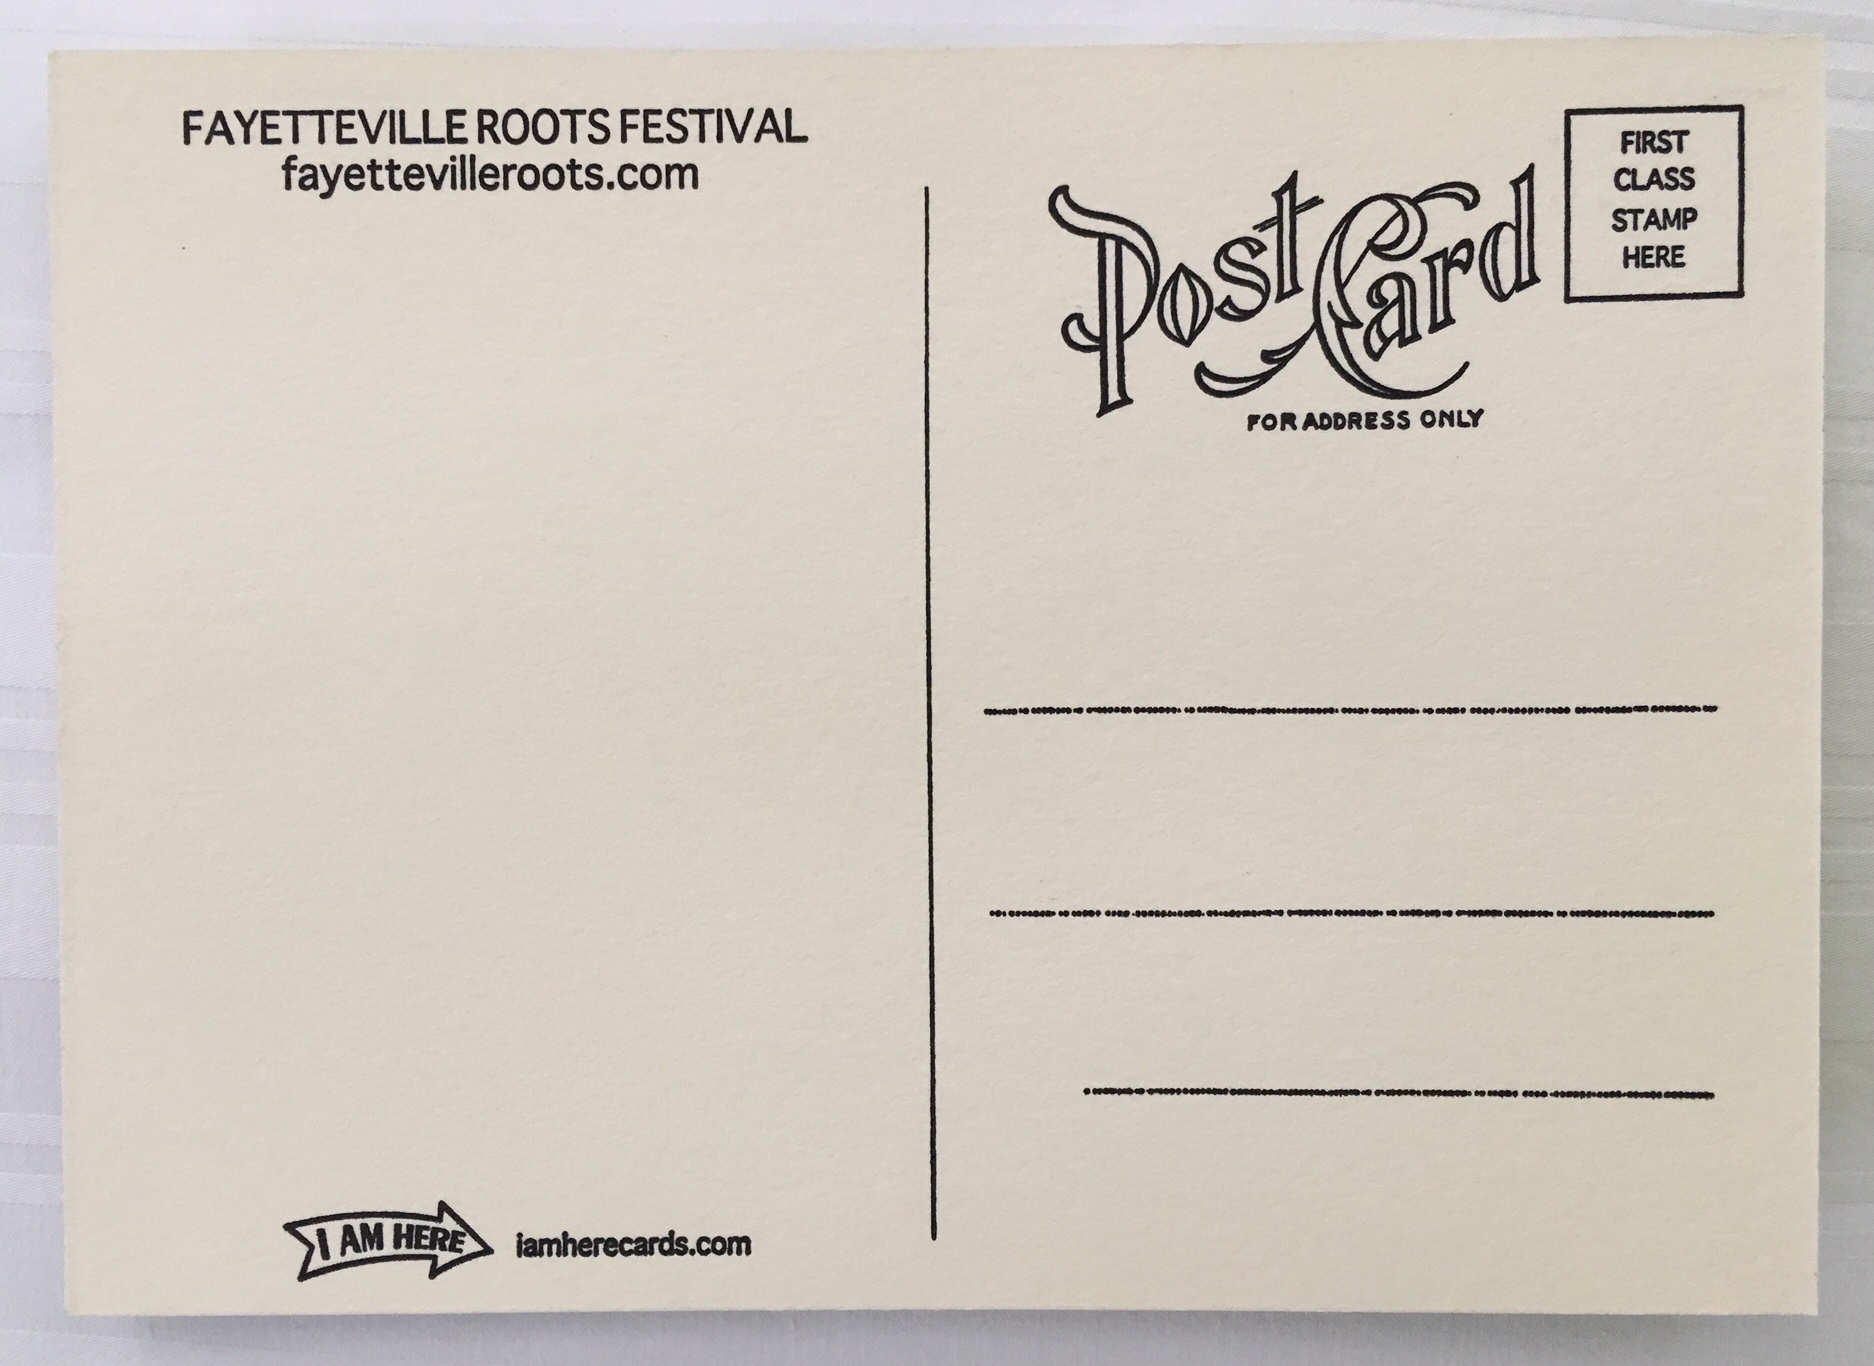 FAYETTEVILLE ROOTS FESTIVAL
fayettevilleroots.com
I AM HERE
iamherecards.com
Post Card
FOR ADDRESS ONLY
FIRST
CLASS
STAMP
HERE